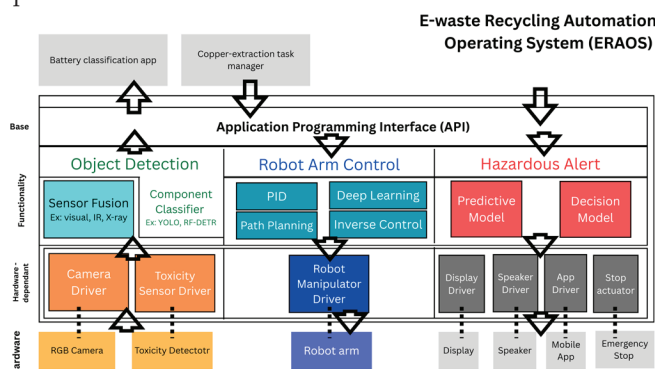 E-waste Recycling Automation
Operating System (ERAOS)
Battery classification app
Copper-extraction task
manager
Base
Application Programming Interface (API)
Functionality
Object Detection
Robot Arm Control
Hazardous Alert
Sensor Fusion
Ex: visual, IR, X-ray
Component
Classifier
Ex: YOLO, RF-DETR
PID
Deep Learning
Path Planning
Inverse Control
Predictive
Model
Decision
Model
Hardware -
dependant
Camera
Driver
Toxicity
Sensor Driver
Robot
Manipulator
Driver
Display
Driver
Speaker
Driver
App
Driver
Stop
actuator
ardware
RGB Camera
Toxicity Detectotr
Robot arm
Display
Speaker
Mobile
App
Emergency
Stop